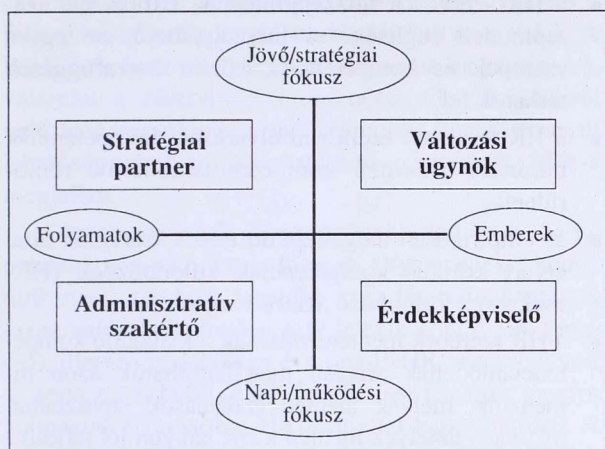 Jövő/stratégiai
fókusz
Stratégiai
partner
Változási
ügynök
Folyamatok
Emberek
Adminisztratív
szakértő
Érdekképviselő
Napi/működési
fókusz